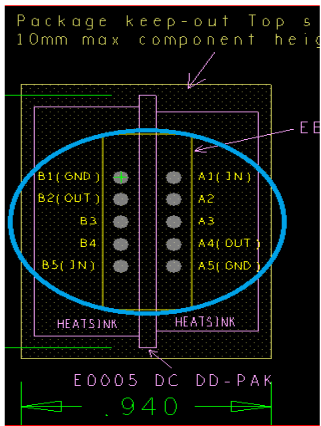 Package keep-out Top s
10mm max component heig
EE
B1(GND) A1(IN)
B2(OUT) A2
B3 A3
B4 A4(OUT)
B5(IN) A5(GND)
HEATSINK HEATSINK
E0005 DC DD-PAK
.940